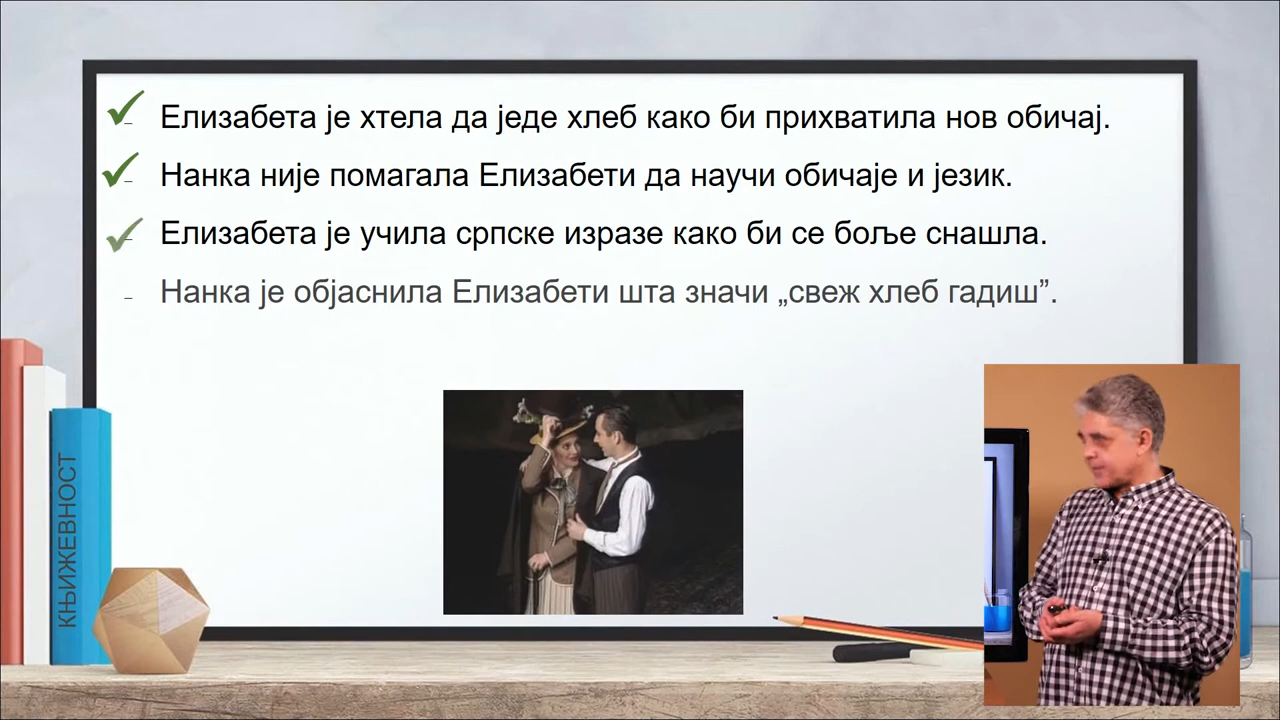 Елизабета је хтела да једе хлеб како би прихватила нов обичај.
Нанка није помагала Елизабети да научи обичаје и језик.
Елизабета је учила српске изразе како би се боље снашла.
Нанка је објаснила Елизабети шта значи „свеж хлеб гадиш”.
КЊИЖЕВНОСТ